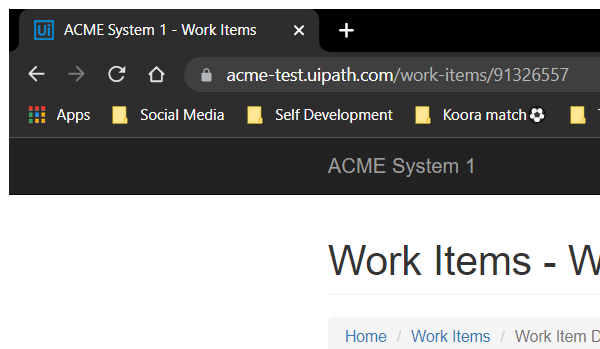 Ui ACME System 1 - Work Items
acme-test.uipath.com/work-items/91326557
Apps Social Media Self Development Koora match⚽
ACME System 1
Work Items - W
Home / Work Items / Work Item D